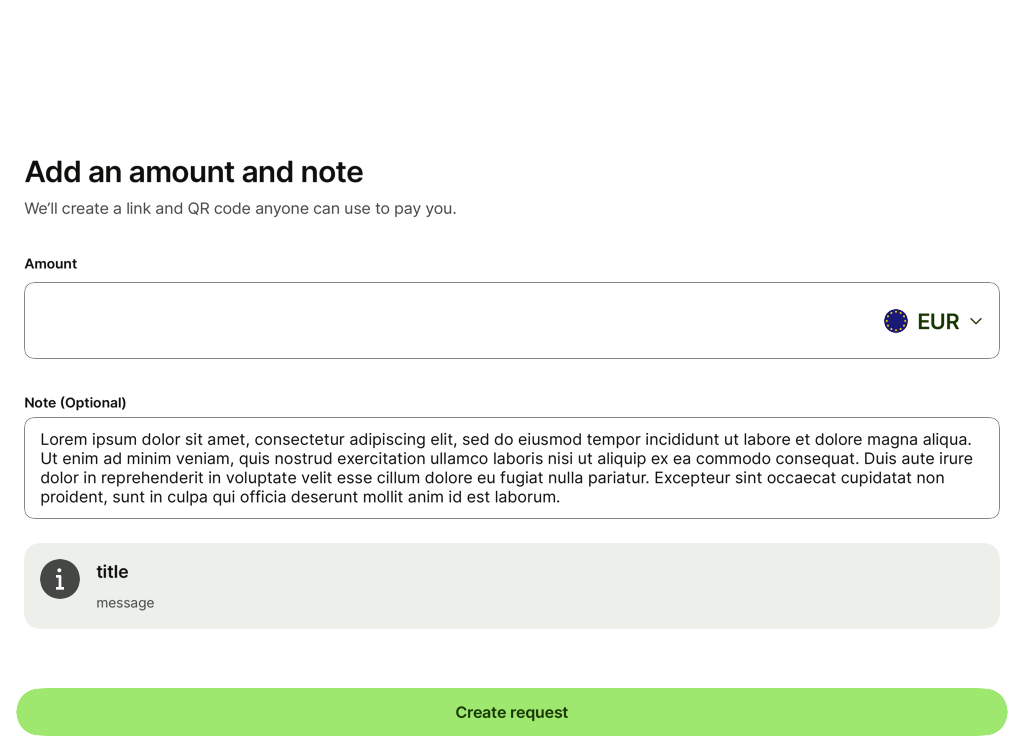 Add an amount and note
We’ll create a link and QR code anyone can use to pay you.
Amount
EUR
Note (Optional)
Lorem ipsum dolor sit amet, consectetur adipiscing elit, sed do eiusmod tempor incididunt ut labore et dolore magna aliqua.
Ut enim ad minim veniam, quis nostrud exercitation ullamco laboris nisi ut aliquip ex ea commodo consequat. Duis aute irure
dolor in reprehenderit in voluptate velit esse cillum dolore eu fugiat nulla pariatur. Excepteur sint occaecat cupidatat non
proident, sunt in culpa qui officia deserunt mollit anim id est laborum.
title
message
Create request